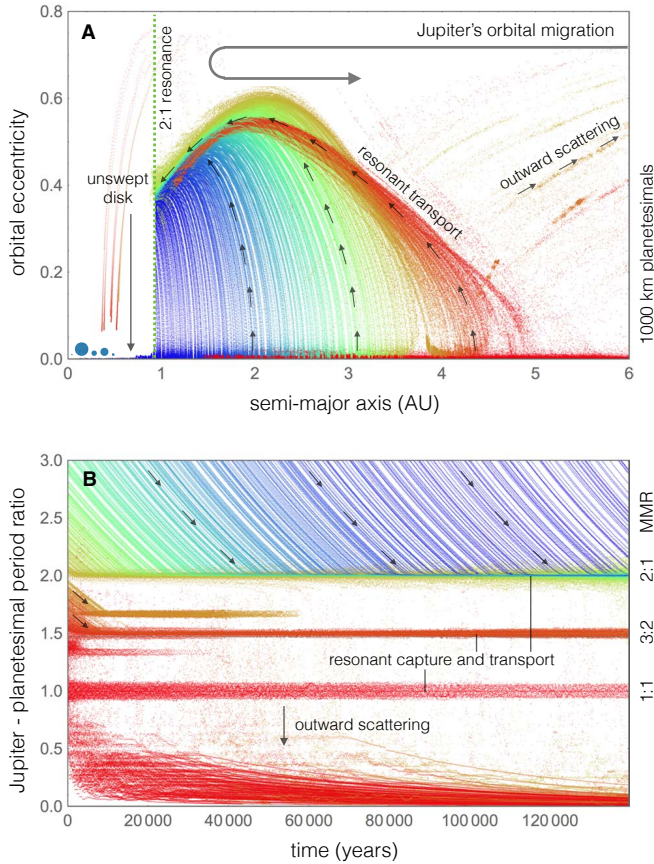 A
Jupiter's orbital migration
2:1 resonance
unswept
disk
resonant transport
outward scattering
orbital eccentricity
0.8
0.6
0.4
0.2
0.0
0
1
2
3
4
5
6
semi-major axis (AU)
1000 km planetesimals
B
Jupiter - planetesimal period ratio
3.0
2.5
2.0
1.5
1.0
0.5
0.0
MMR
2:1
3:2
1:1
resonant capture and transport
outward scattering
0
20 000
40 000
60 000
80 000
100 000
120 000
time (years)